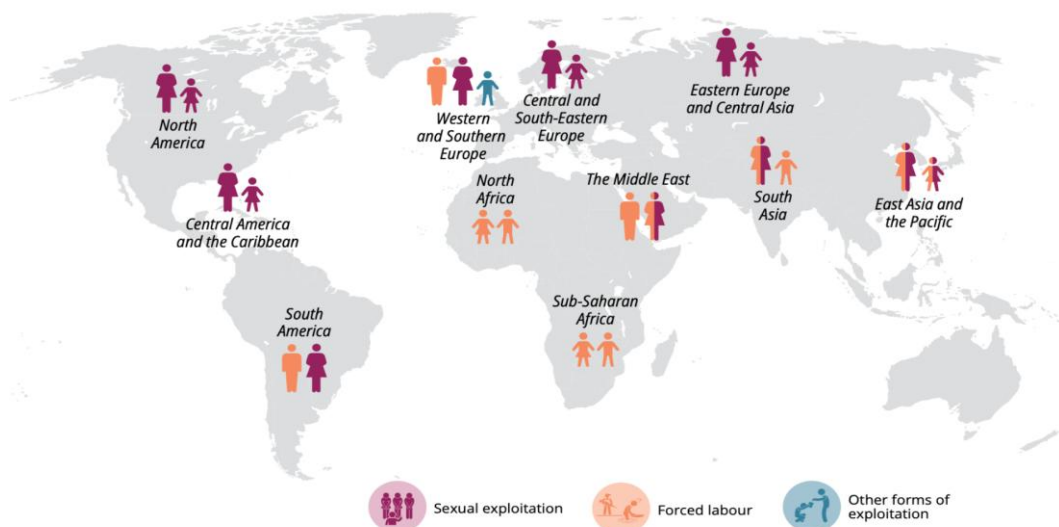 North
America
Central America
and the Caribbean
South
America
Western
and Southern
Europe
Central and
South-Eastern
Europe
Eastern Europe
and Central Asia
North
Africa
The Middle East
South
Asia
East Asia and
the Pacific
Sub-Saharan
Africa
Sexual exploitation
Forced labour
Other forms of
exploitation